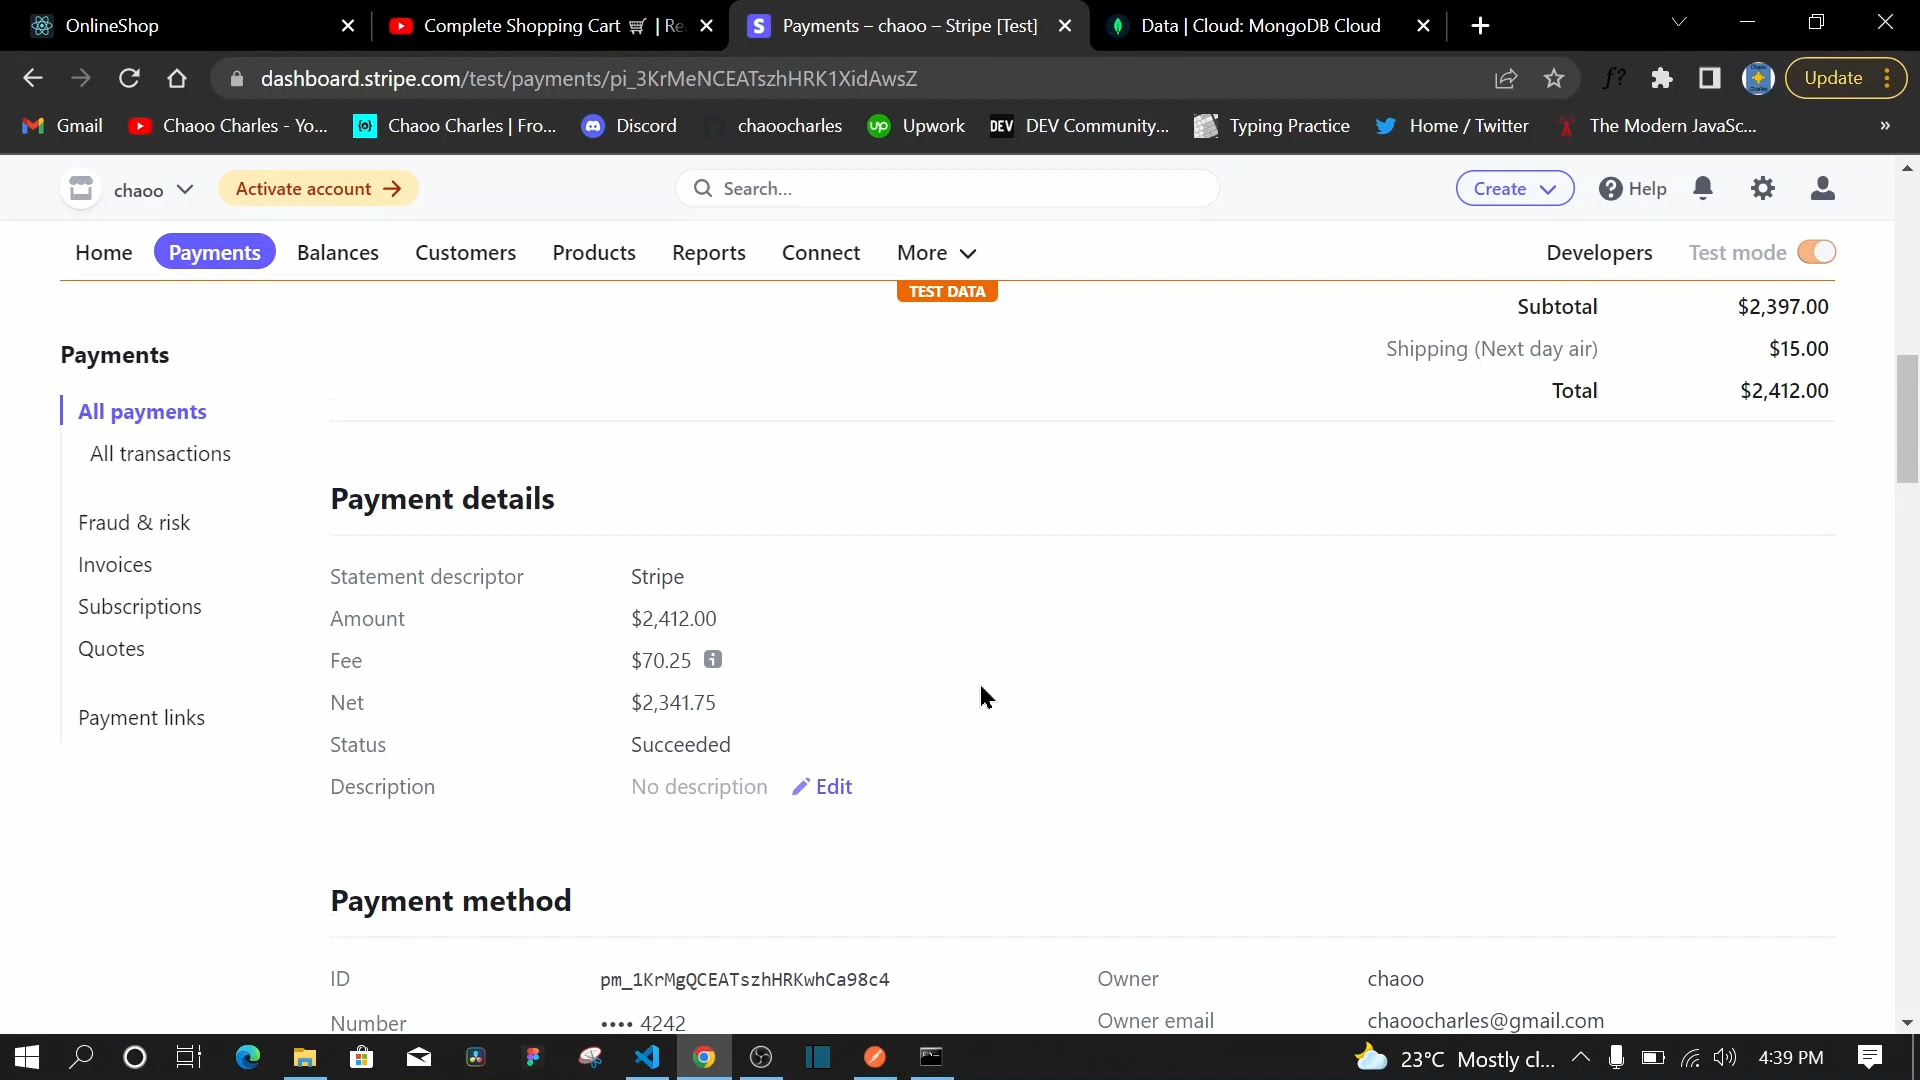 OnlineShop
Complete Shopping Cart 🛒 | Re
Payments – chaoo – Stripe [Test]
Data | Cloud: MongoDB Cloud
dashboard.stripe.com/test/payments/pi_3KrMeNCEATszhHRK1XidAwsZ
f?
Update
Gmail
Chaoo Charles - Yo...
Chaoo Charles | Fro...
Discord
chaoocharles
up
Upwork
DEV
DEV Community...
Typing Practice
Home / Twitter
The Modern JavaSc...
»
chaoo
Activate account
Search...
Create
Help
Home
Payments
Balances
Customers
Products
Reports
Connect
More
Developers
Test mode
TEST DATA
Subtotal $2,397.00
Shipping (Next day air) $15.00
Total $2,412.00
Payments
All payments
All transactions
Fraud & risk
Invoices
Subscriptions
Quotes
Payment links
Payment details
Statement descriptor Stripe
Amount $2,412.00
Fee $70.25
Net $2,341.75
Status Succeeded
Description No description Edit
Payment method
ID pm_1KrMgQCEATszhHRKwhCa98c4
Owner chaoo
Number •••• 4242
Owner email chaoocharles@gmail.com
23°C Mostly cl...
4:39 PM